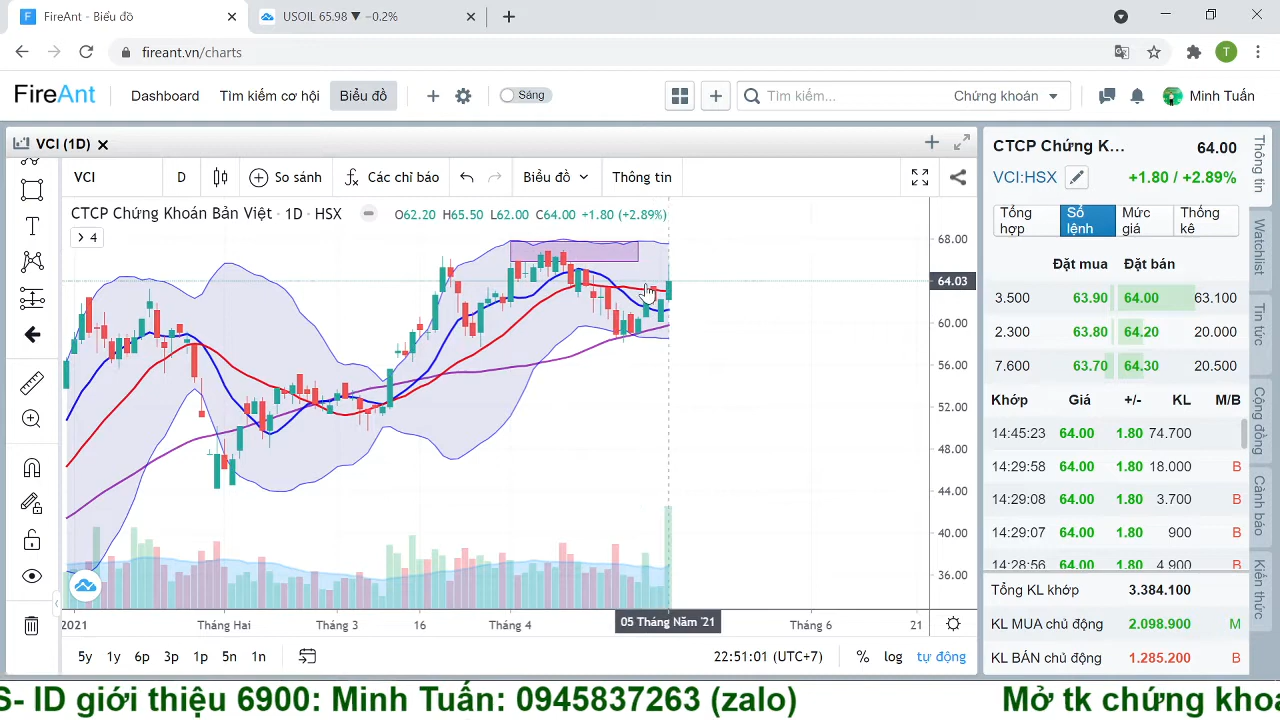 FireAnt - Biểu đồ
USOIL 65.98 ▼ −0.2%
fireant.vn/charts
T
FireAnt
Dashboard
Tìm kiếm cơ hội
Biểu đồ
Sáng
Tìm kiếm...
Chứng khoán
Minh Tuấn
VCI (1D)
VCI
D
So sánh
Các chỉ báo
Biểu đồ
Thông tin
CTCP Chứng Khoán Bản Việt · 1D · HSX
O62.20 H65.50 L62.00 C64.00 +1.80 (+2.89%)
4
68.00
64.03
60.00
56.00
52.00
48.00
44.00
40.00
36.00
2021
Tháng Hai
Tháng 3
16
Tháng 4
05 Tháng Năm '21
Tháng 6
21
5y 1y 6p 3p 1p 5n 1n
22:51:01 (UTC+7)
% log tự động
CTCP Chứng K... 64.00
VCI:HSX +1.80 / +2.89%
Tổng hợp
Số lệnh
Mức giá
Thống kê
Đặt mua Đặt bán
3.500 63.90 64.00 63.100
2.300 63.80 64.20 20.000
7.600 63.70 64.30 20.500
Khớp Giá +/- KL M/B
14:45:23 64.00 1.80 74.700
14:29:58 64.00 1.80 18.000 B
14:29:08 64.00 1.80 3.700 B
14:29:07 64.00 1.80 900 B
14:28:56 64.00 1.80 4.900 B
Tổng KL khớp 3.384.100
KL MUA chủ động 2.098.900 M
KL BÁN chủ động 1.285.200 B
Thông tin
Watchlist
Tin tức
Cộng đồng
Cảnh báo
Kiến thức
S- ID giới thiệu 6900: Minh Tuấn: 0945837263 (zalo)
Mở tk chứng khoá